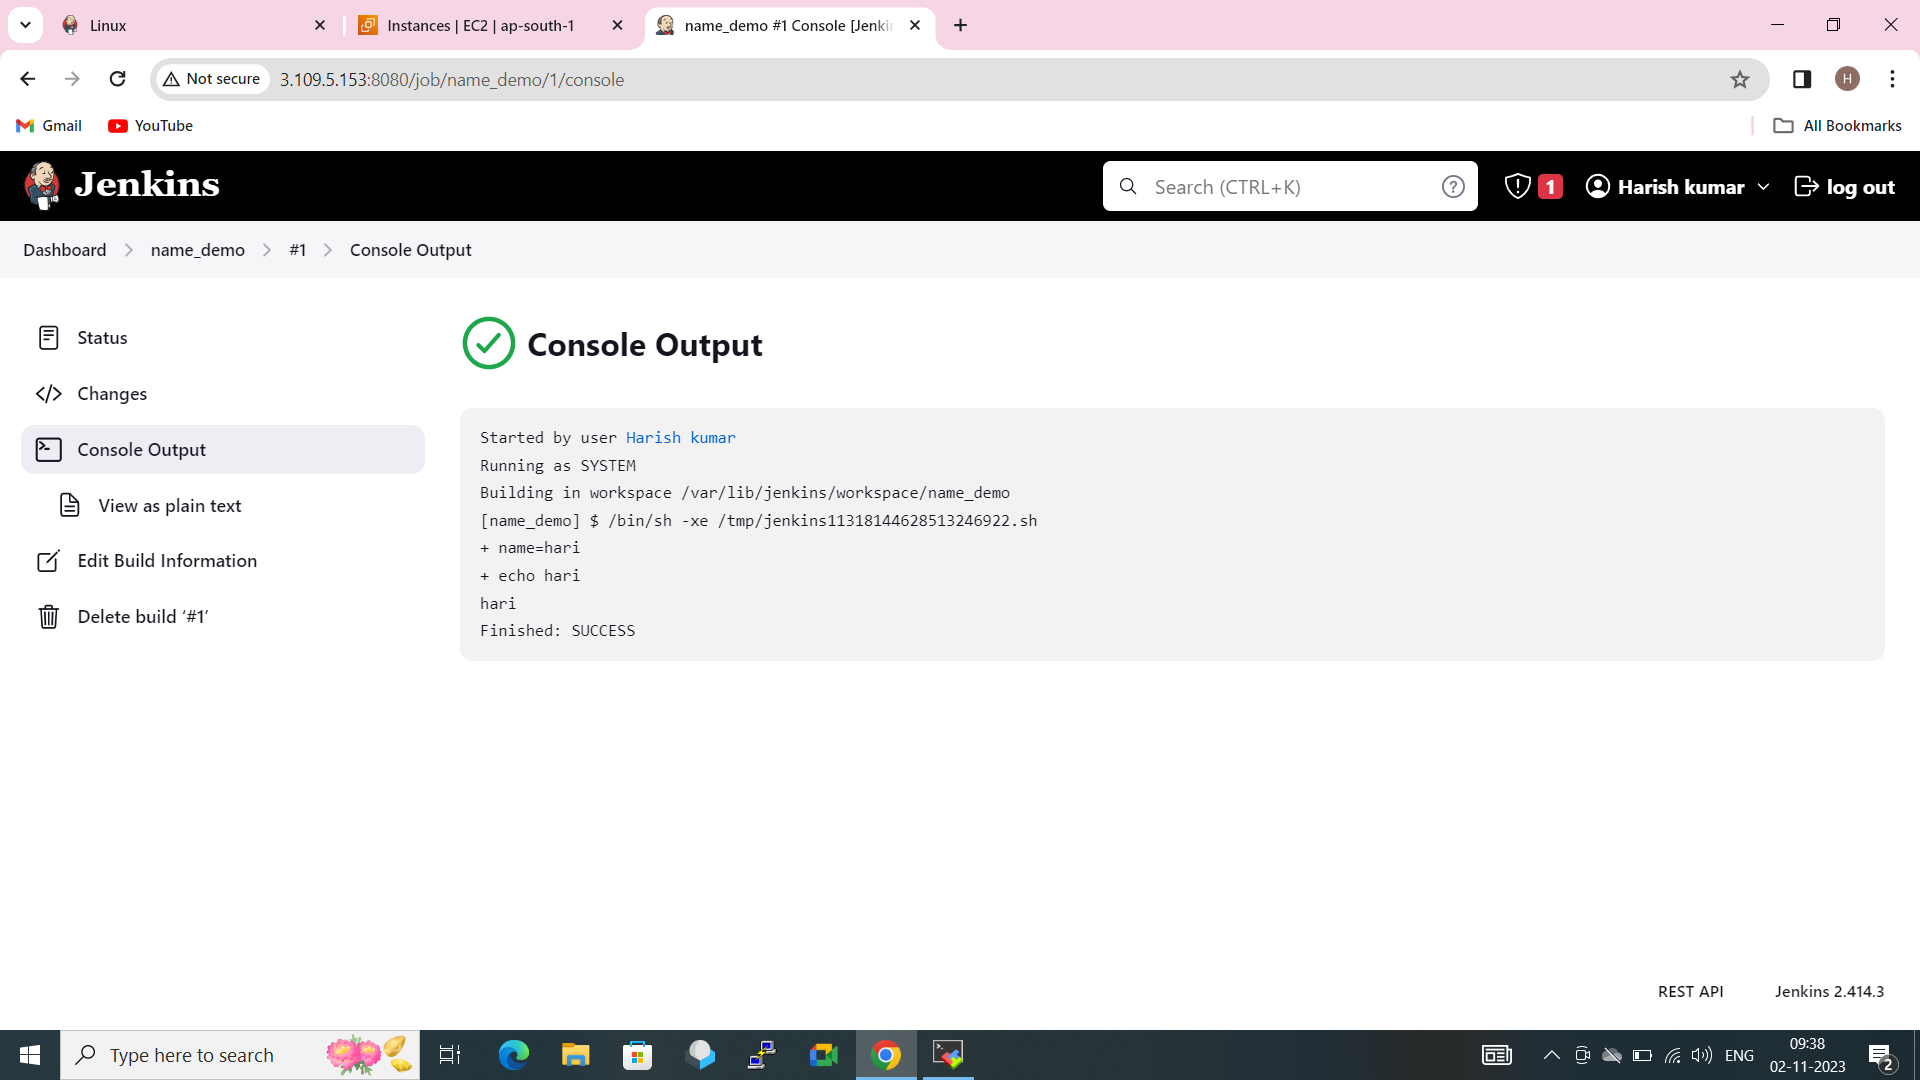 Linux
Instances | EC2 | ap-south-1
name_demo #1 Console [Jenki
Not secure
3.109.5.153:8080/job/name_demo/1/console
H
Gmail
YouTube
All Bookmarks
Jenkins
Search (CTRL+K)
?
1
Harish kumar
log out
Dashboard
name_demo
#1
Console Output
Status
Changes
Console Output
View as plain text
Edit Build Information
Delete build ‘#1’
Console Output
Started by user Harish kumar
Running as SYSTEM
Building in workspace /var/lib/jenkins/workspace/name_demo
[name_demo] $ /bin/sh -xe /tmp/jenkins11318144628513246922.sh
+ name=hari
+ echo hari
hari
Finished: SUCCESS
REST API
Jenkins 2.414.3
Type here to search
ENG
09:38
02-11-2023
2